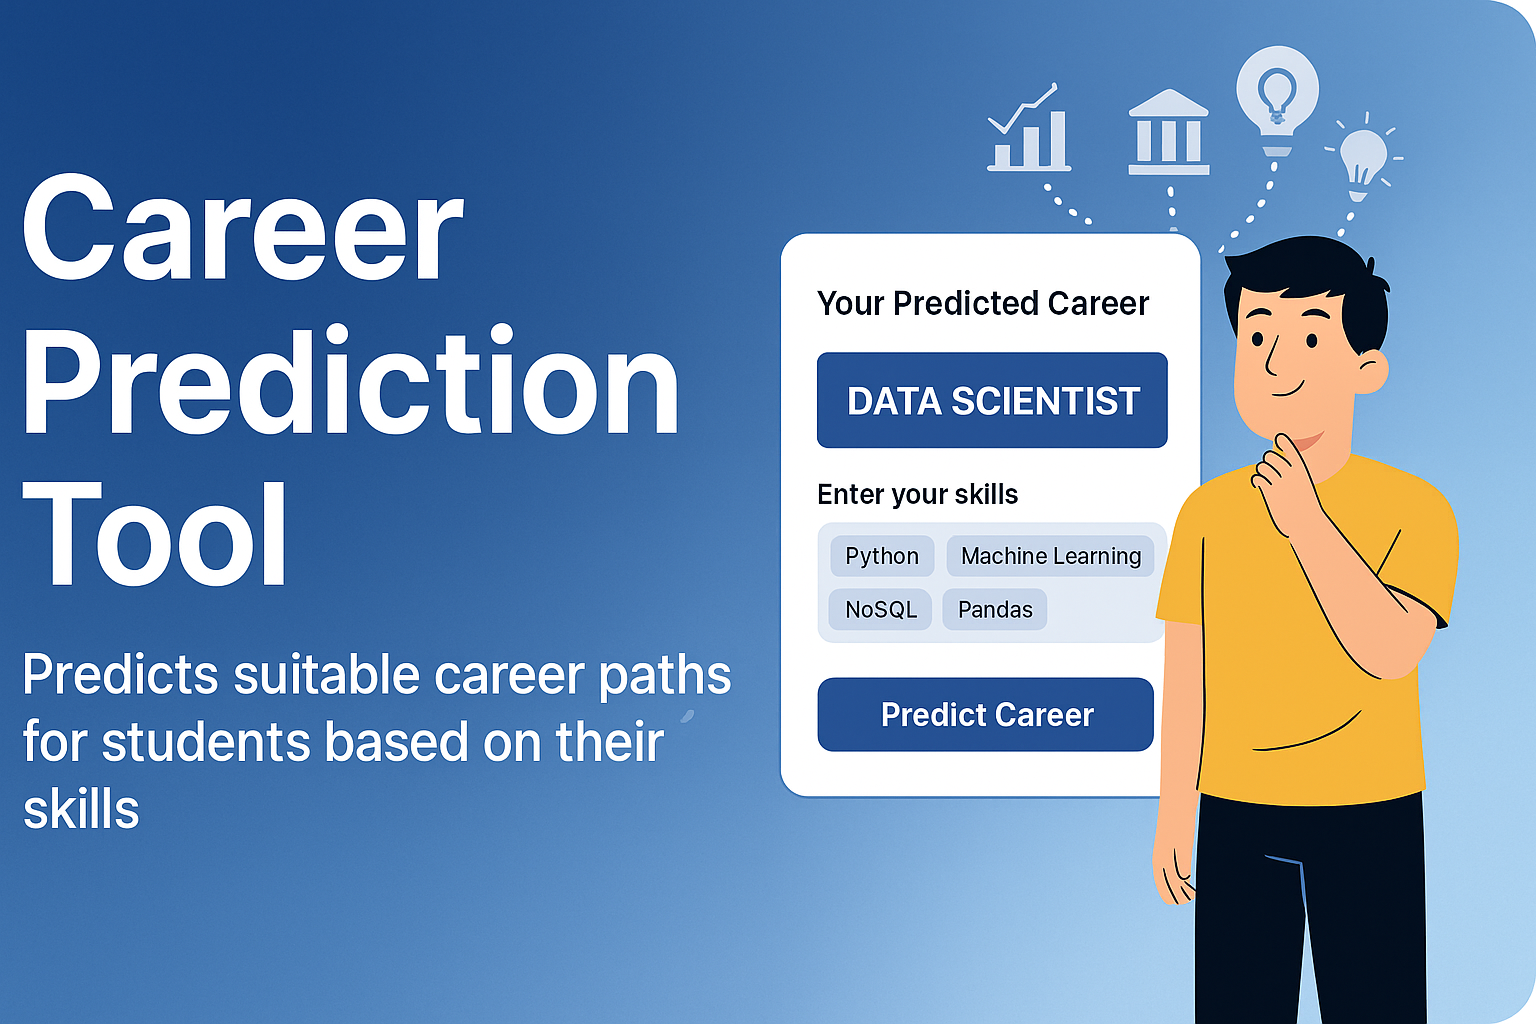 Career
Prediction
Tool
Predicts suitable career paths
for students based on their
skills
Your Predicted Career
DATA SCIENTIST
Enter your skills
Python Machine Learning
NoSQL Pandas
Predict Career